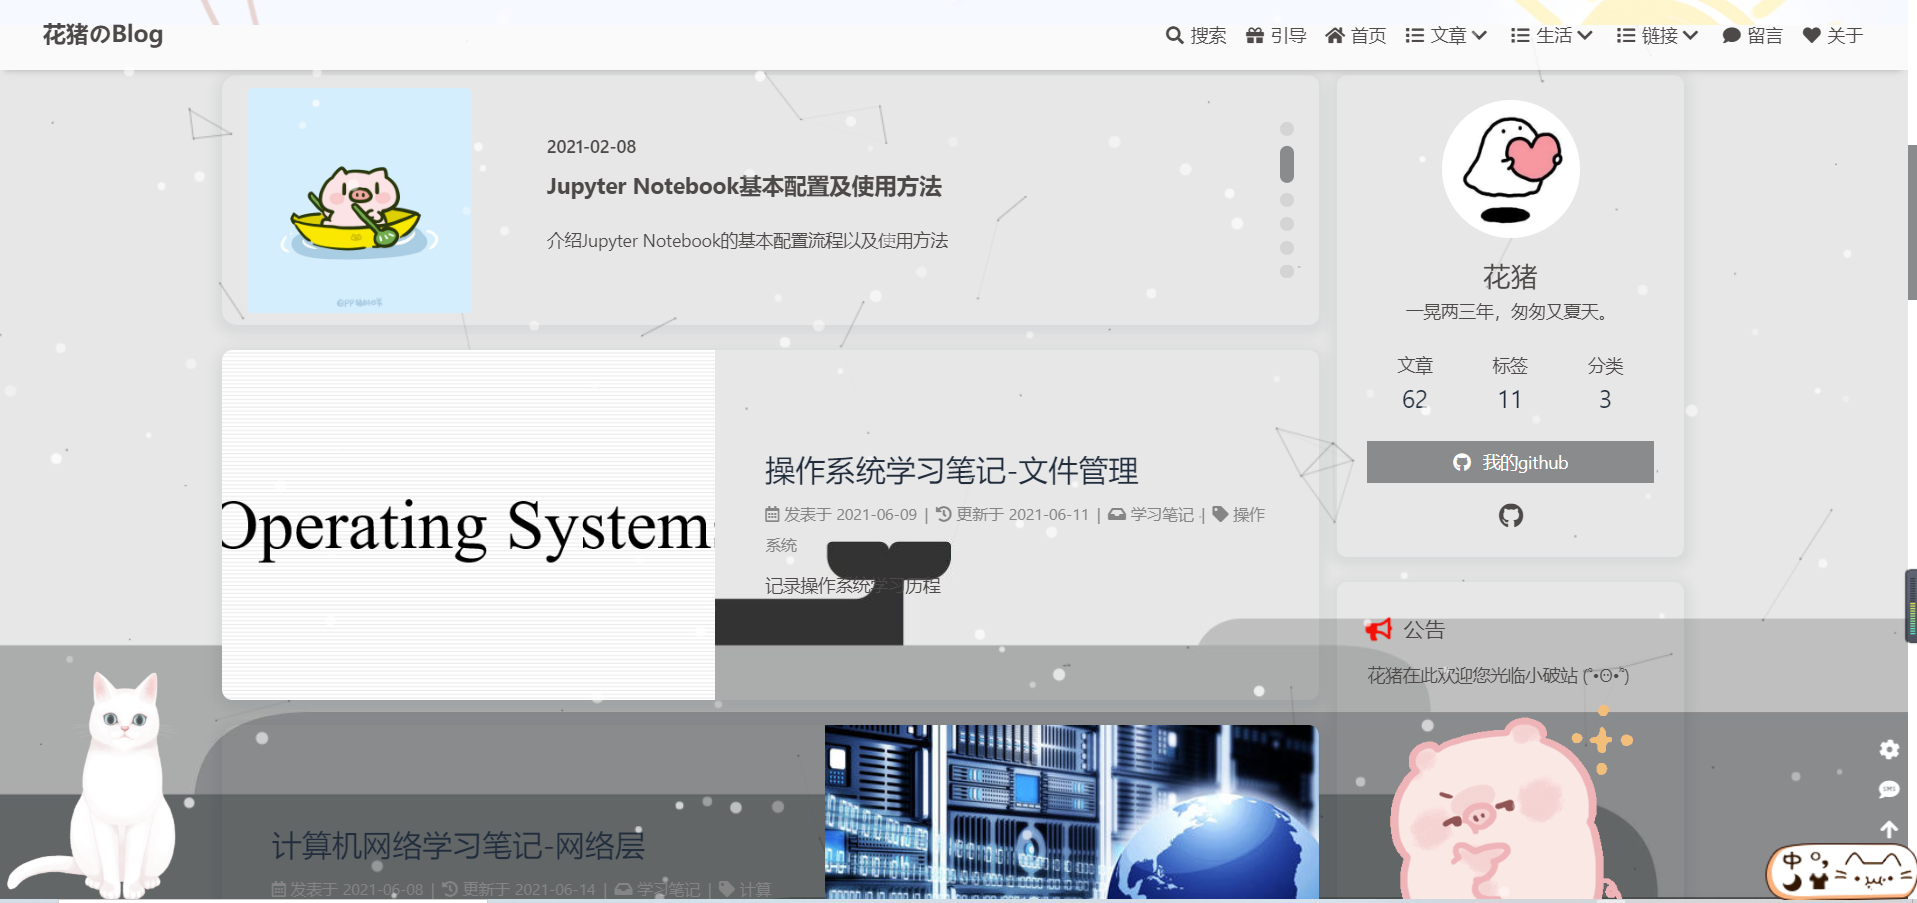 花猪のBlog
搜索 引导 首页 文章 生活 链接 留言 关于
2021-02-08
Jupyter Notebook基本配置及使用方法
介绍Jupyter Notebook的基本配置流程以及使用方法
花猪
一晃两三年，匆匆又夏天。
文章 标签 分类
62 11 3
我的github
Operating Systems
操作系统学习笔记-文件管理
发表于 2021-06-09 | 更新于 2021-06-11 | 学习笔记 | 操作
系统
记录操作系统学习历程
公告
花猪在此欢迎您光临小破站
计算机网络学习笔记-网络层
发表于 2021-06-08 | 更新于 2021-06-14 | 学习笔记 | 计算
SMS
中